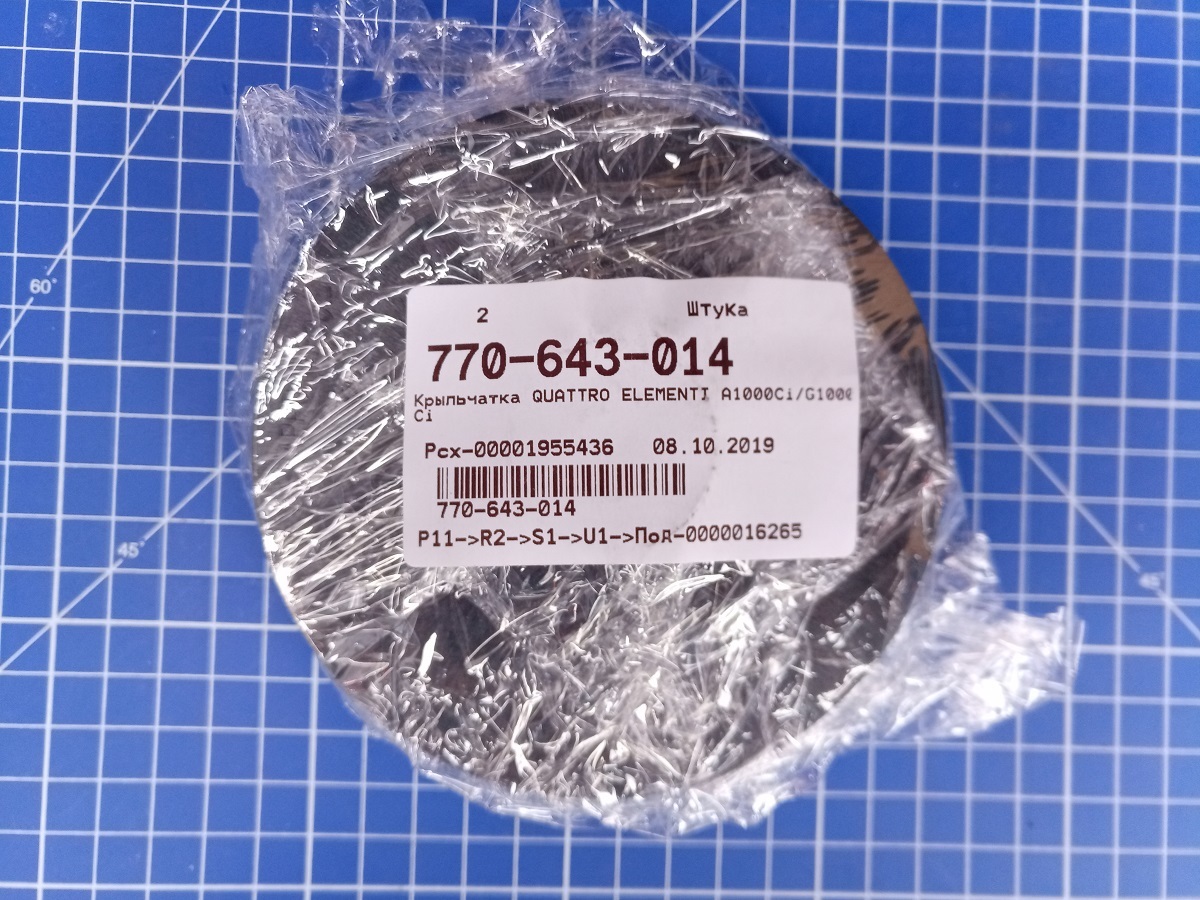 2 ШТуКа
770-643-014
Крыльчатка QUATTRO ELEMENTI A1000Ci/G1000
Ci
Рсх-00001955436 08.10.2019
770-643-014
P11->R2->S1->U1->Под-0000016265
60°
45°
45°